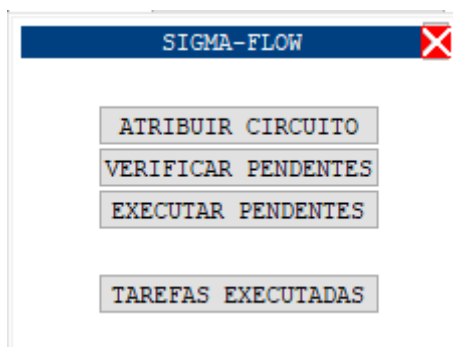 SIGMA-FLOW
ATRIBUIR CIRCUITO
VERIFICAR PENDENTES
EXECUTAR PENDENTES
TAREFAS EXECUTADAS